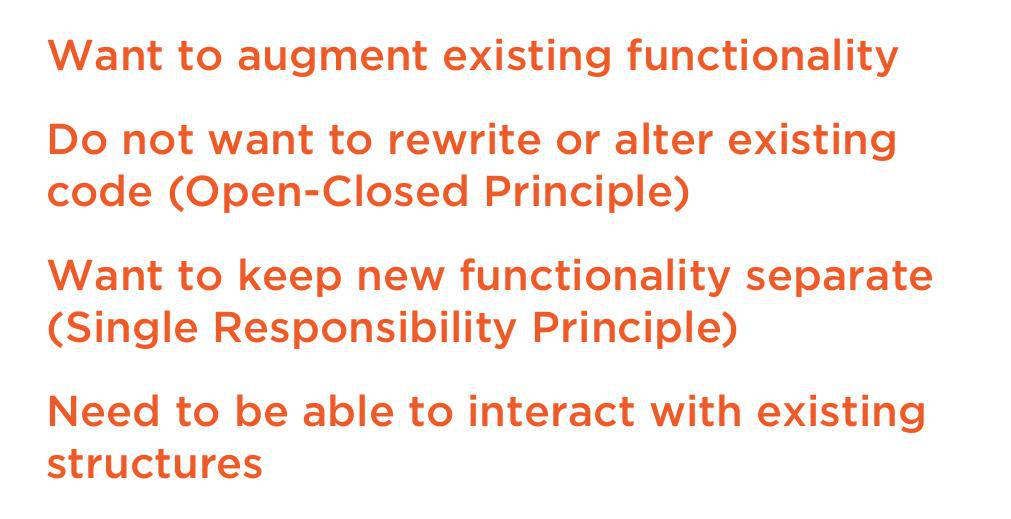 Want to augment existing functionality
Do not want to rewrite or alter existing
code (Open-Closed Principle)
Want to keep new functionality separate
(Single Responsibility Principle)
Need to be able to interact with existing
structures